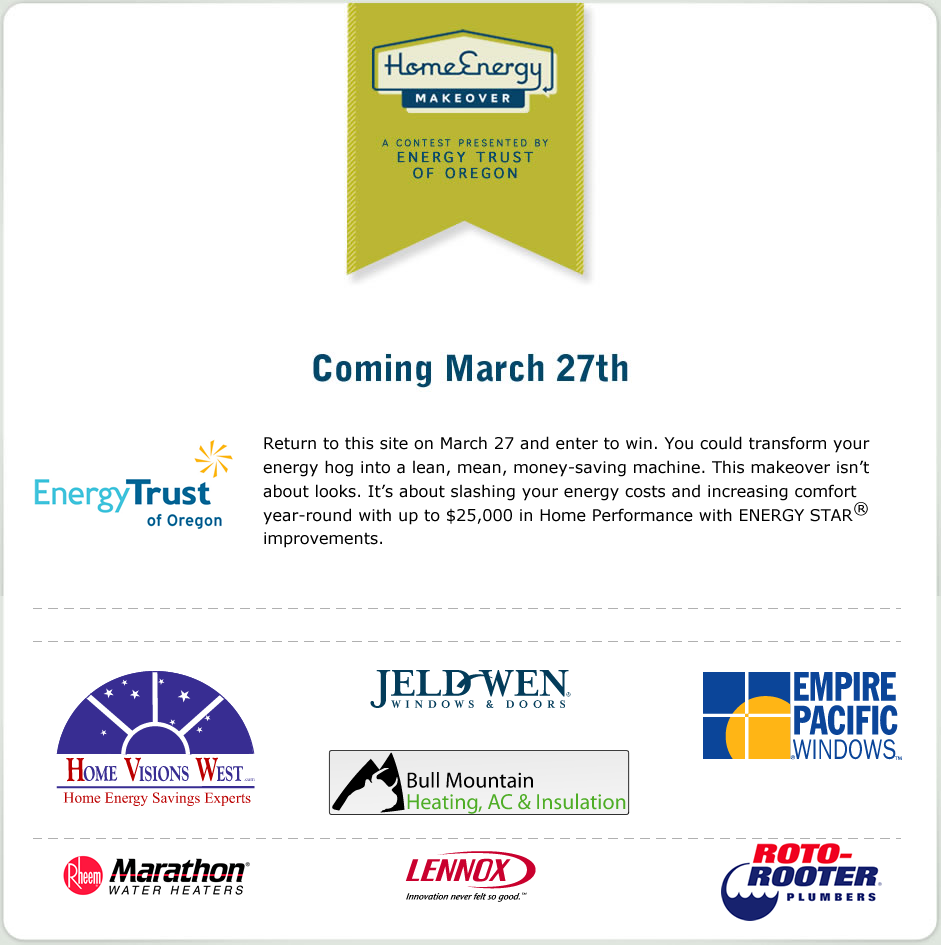 HomeEnergy
MAKEOVER
A CONTEST PRESENTED BY
ENERGY TRUST
OF OREGON
Coming March 27th
EnergyTrust
of Oregon
Return to this site on March 27 and enter to win. You could transform your
energy hog into a lean, mean, money-saving machine. This makeover isn’t
about looks. It’s about slashing your energy costs and increasing comfort
year-round with up to $25,000 in Home Performance with ENERGY STAR®
improvements.
HOME VISIONS WEST.com
Home Energy Savings Experts
JELD-WEN®
WINDOWS & DOORS
EMPIRE
PACIFIC
WINDOWS™
Bull Mountain
Heating, AC & Insulation
Rheem
Marathon®
WATER HEATERS
LENNOX
Innovation never felt so good.™
ROTO-
ROOTER®
PLUMBERS